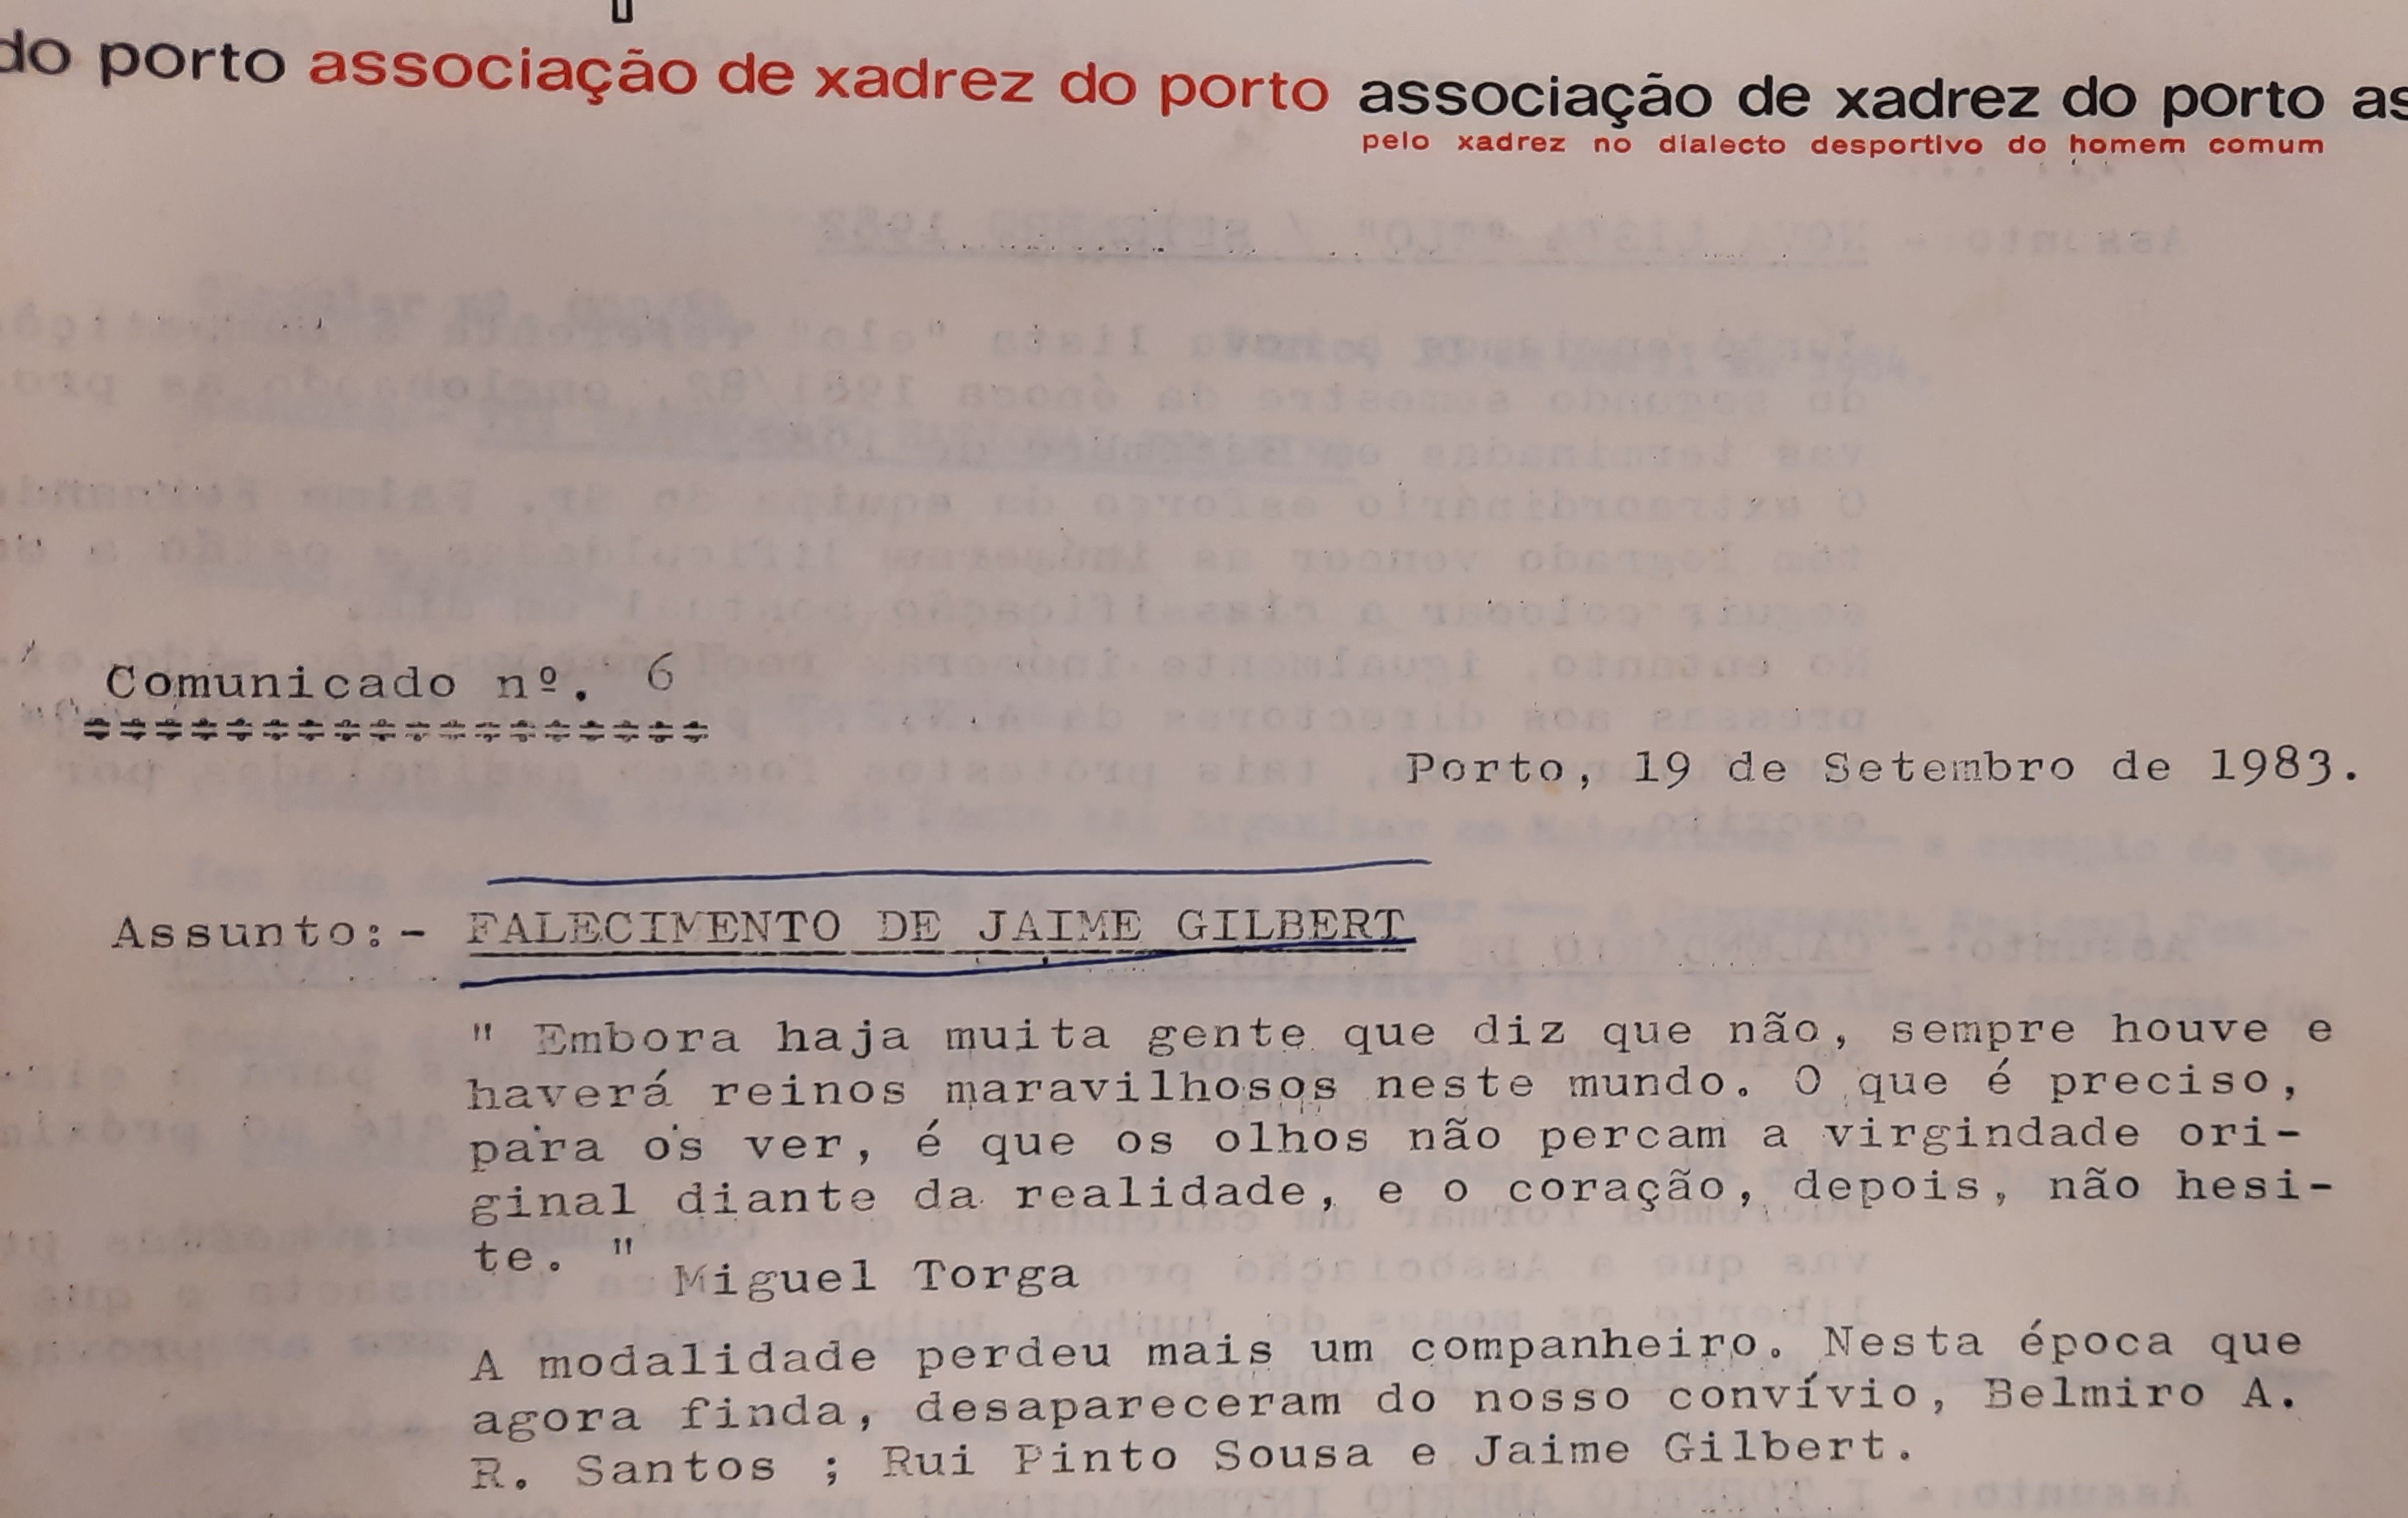 do porto associação de xadrez do porto associação de xadrez do porto as
pelo xadrez no dialecto desportivo do homem comum
Comunicado nº. 6
Porto, 19 de Setembro de 1983.
Assunto:- FALECIMENTO DE JAIME GILBERT
" Embora haja muita gente que diz que não, sempre houve e
haverá reinos maravilhosos neste mundo. O que é preciso,
para os ver, é que os olhos não percam a virgindade ori-
ginal diante da realidade, e o coração, depois, não hesi-
te. "
Miguel Torga
A modalidade perdeu mais um companheiro. Nesta época que
agora finda, desapareceram do nosso convívio, Belmiro A.
R. Santos ; Rui Pinto Sousa e Jaime Gilbert.